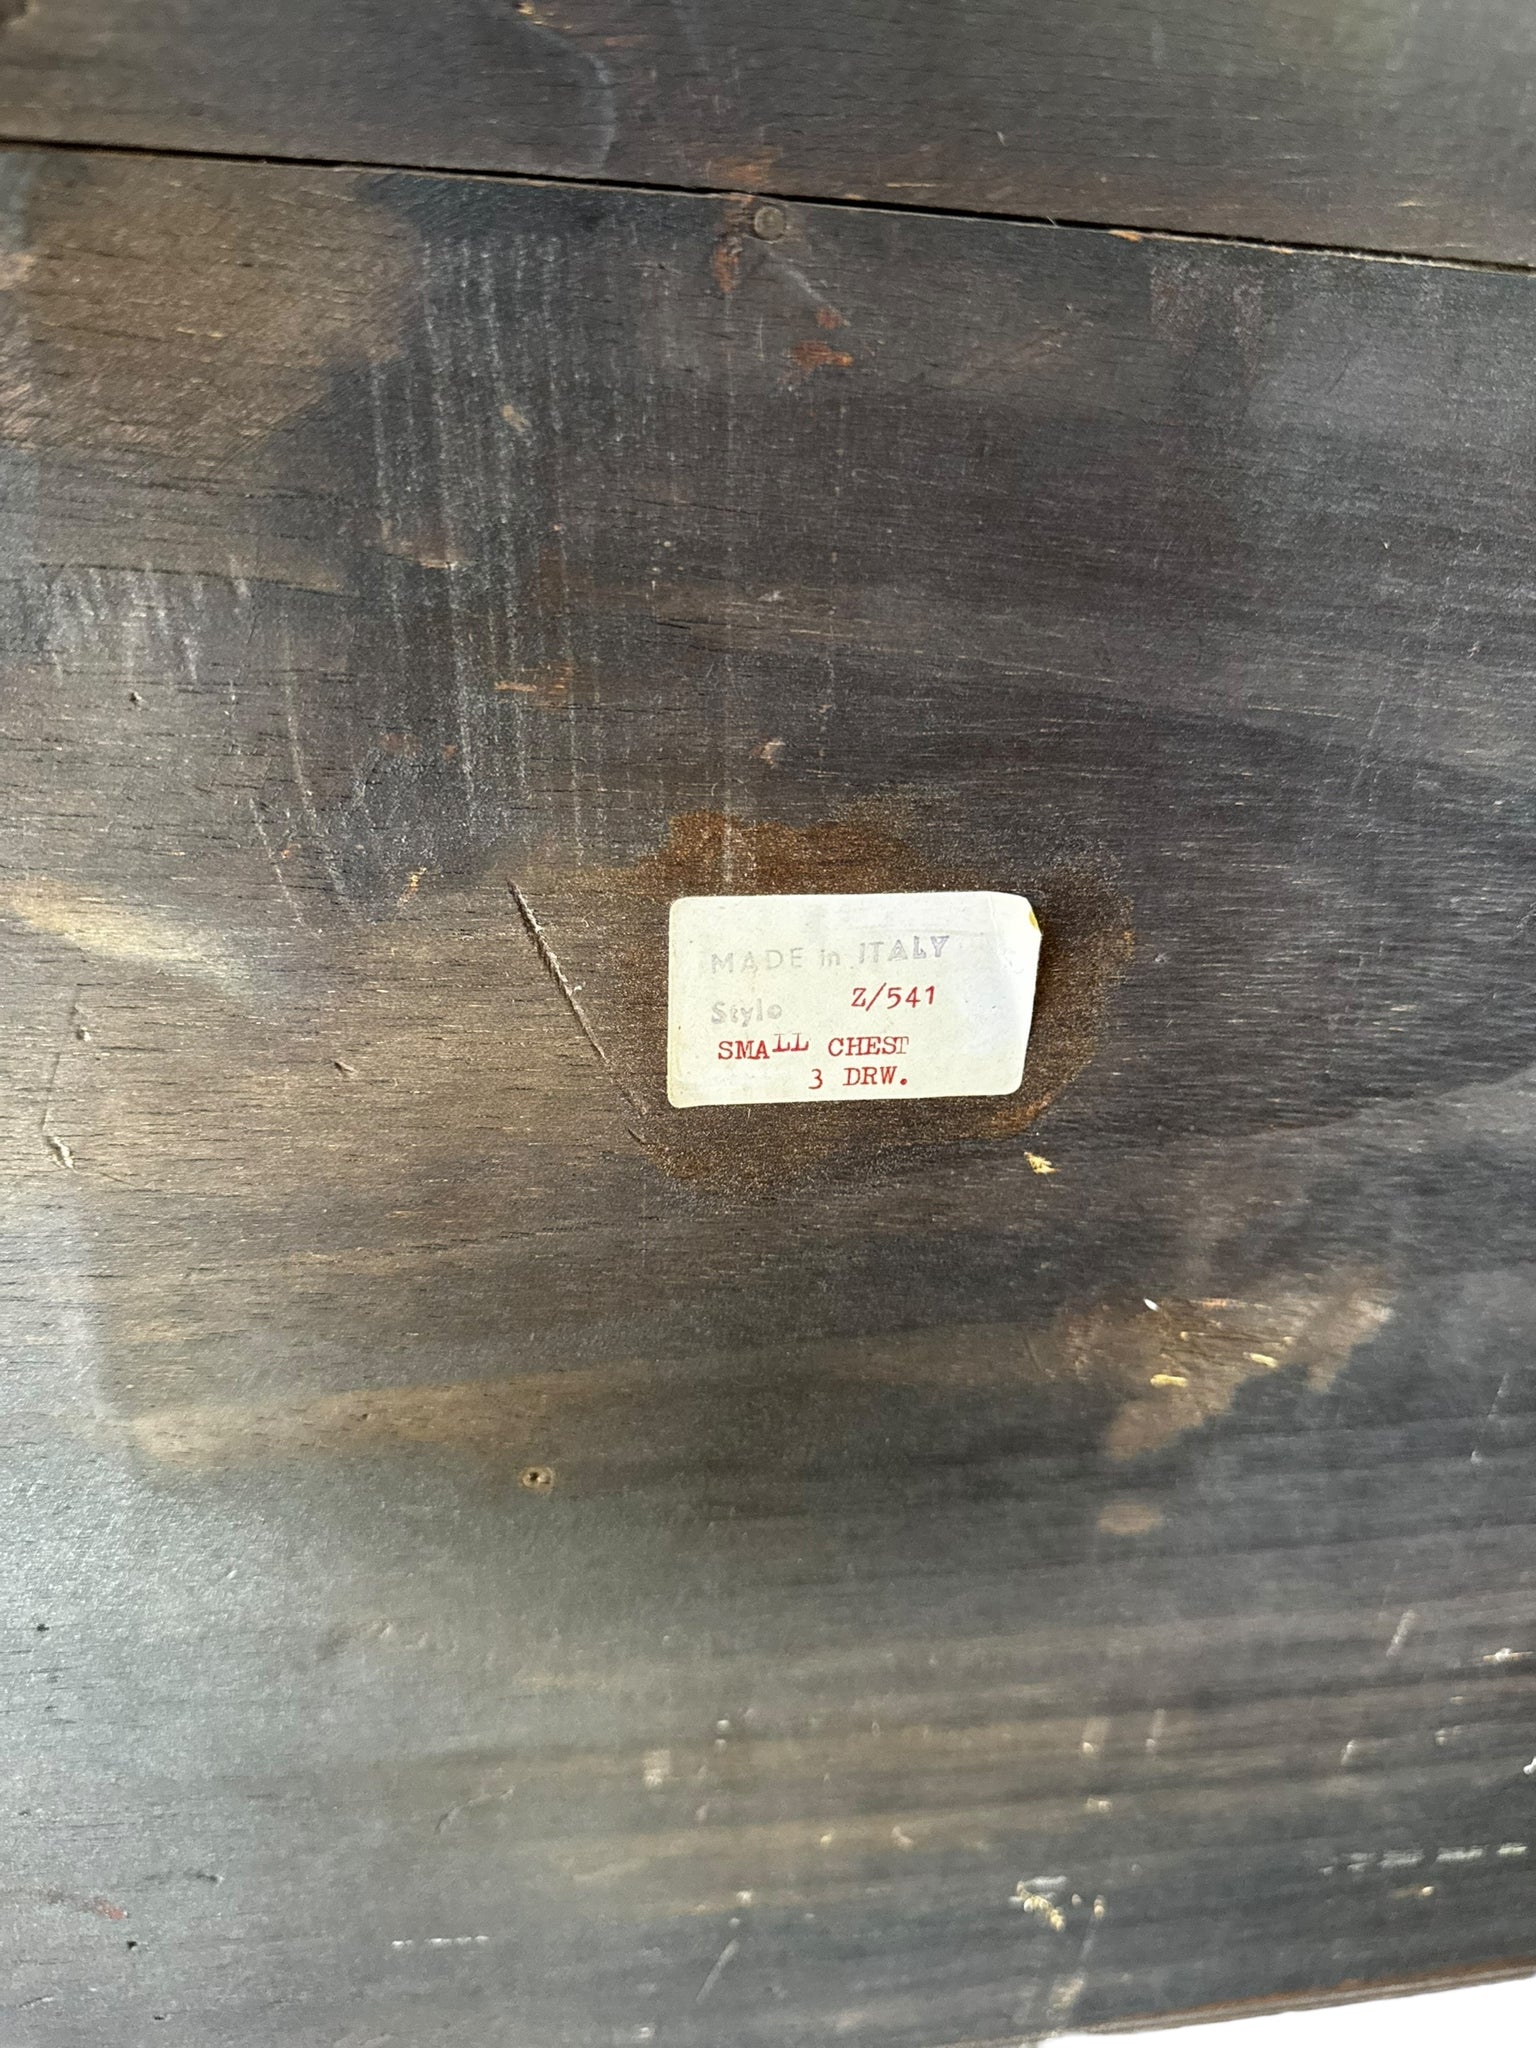 MADE in ITALY
Style Z/541
SMALL CHEST
3 DRW.